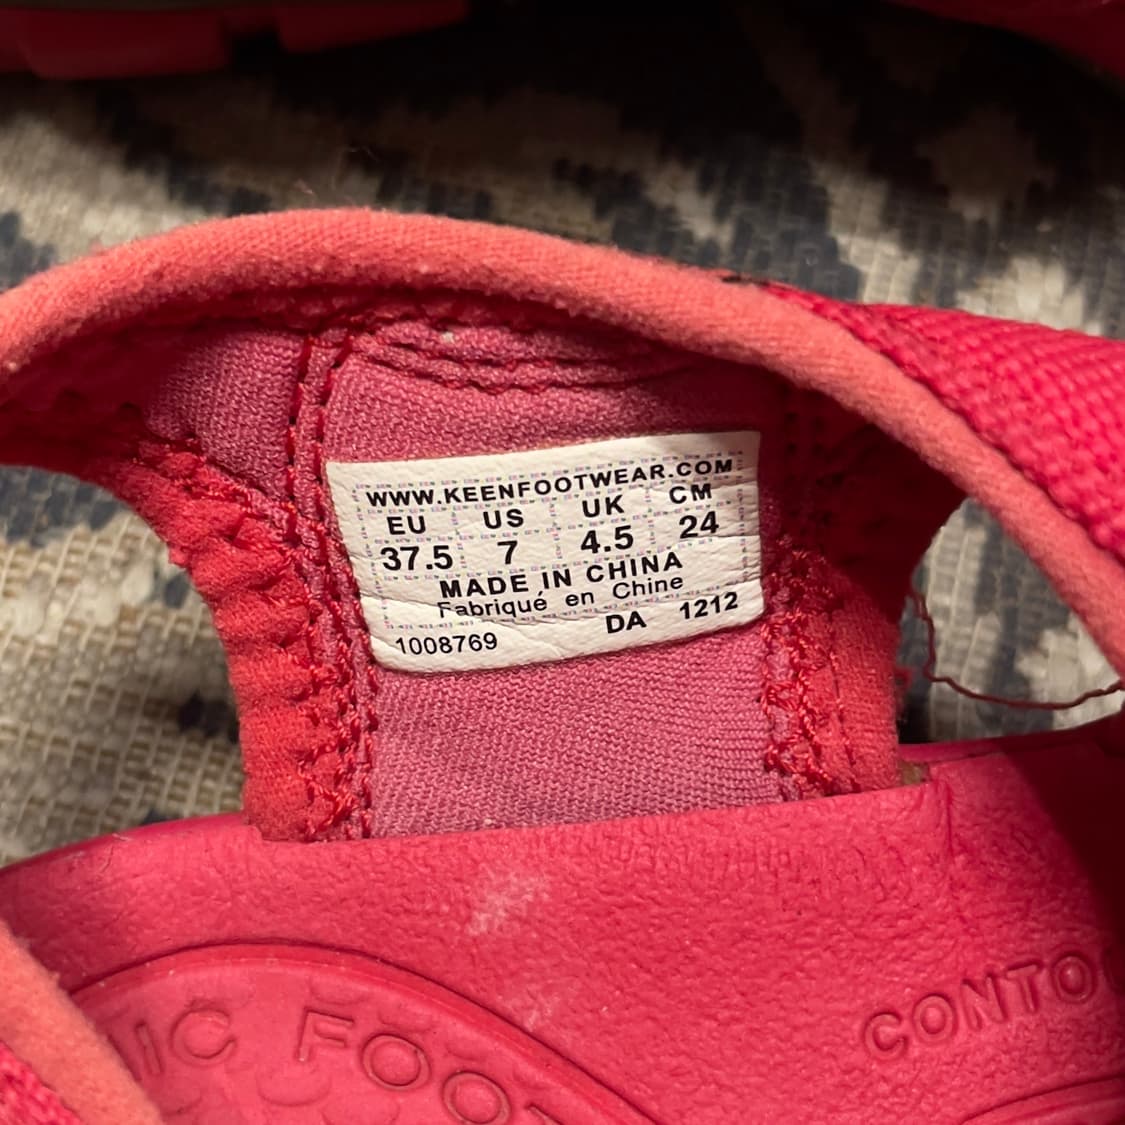 WWW.KEENFOOTWEAR.COM
EU US UK CM
37.5 7 4.5 24
MADE IN CHINA
Fabriqué en Chine
1008769 DA 1212